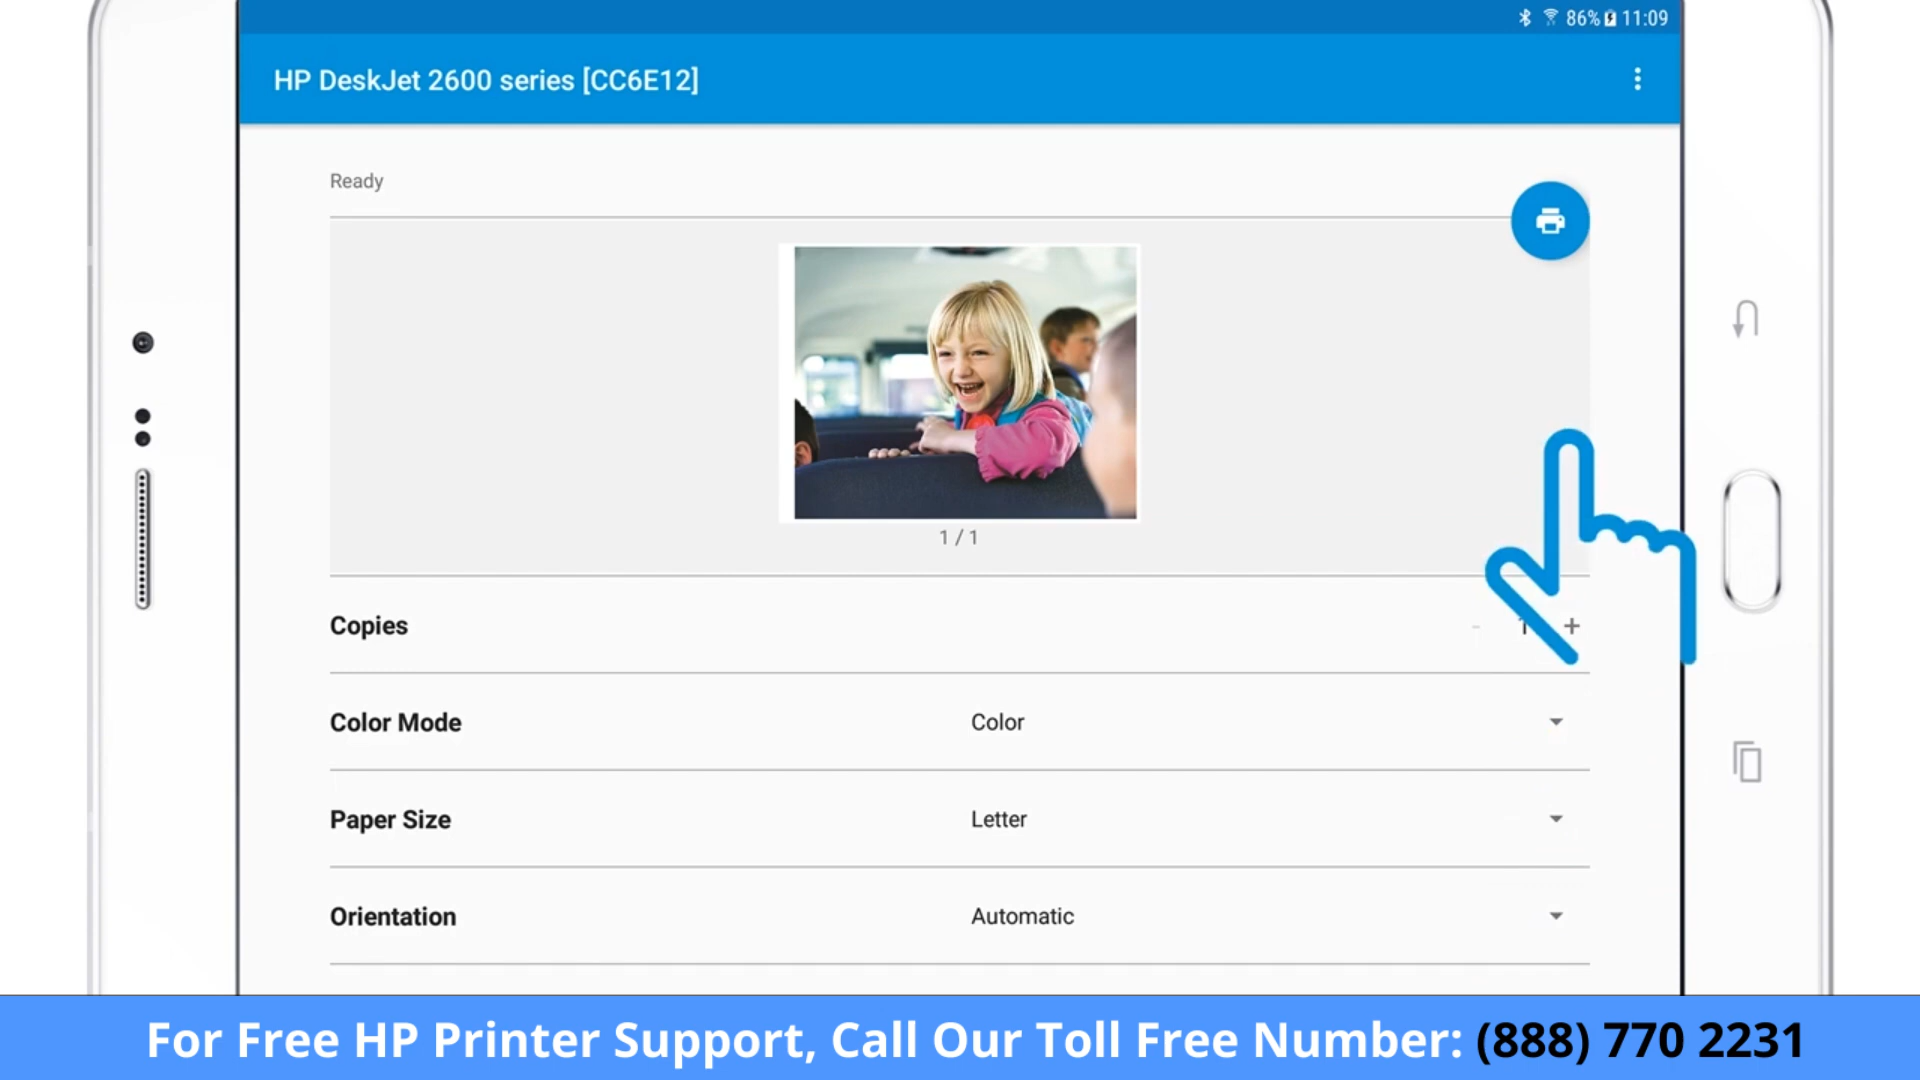 86% 11:09
HP DeskJet 2600 series [CC6E12]
Ready
1 / 1
Copies - 1 +
Color Mode Color
Paper Size Letter
Orientation Automatic
For Free HP Printer Support, Call Our Toll Free Number: (888) 770 2231